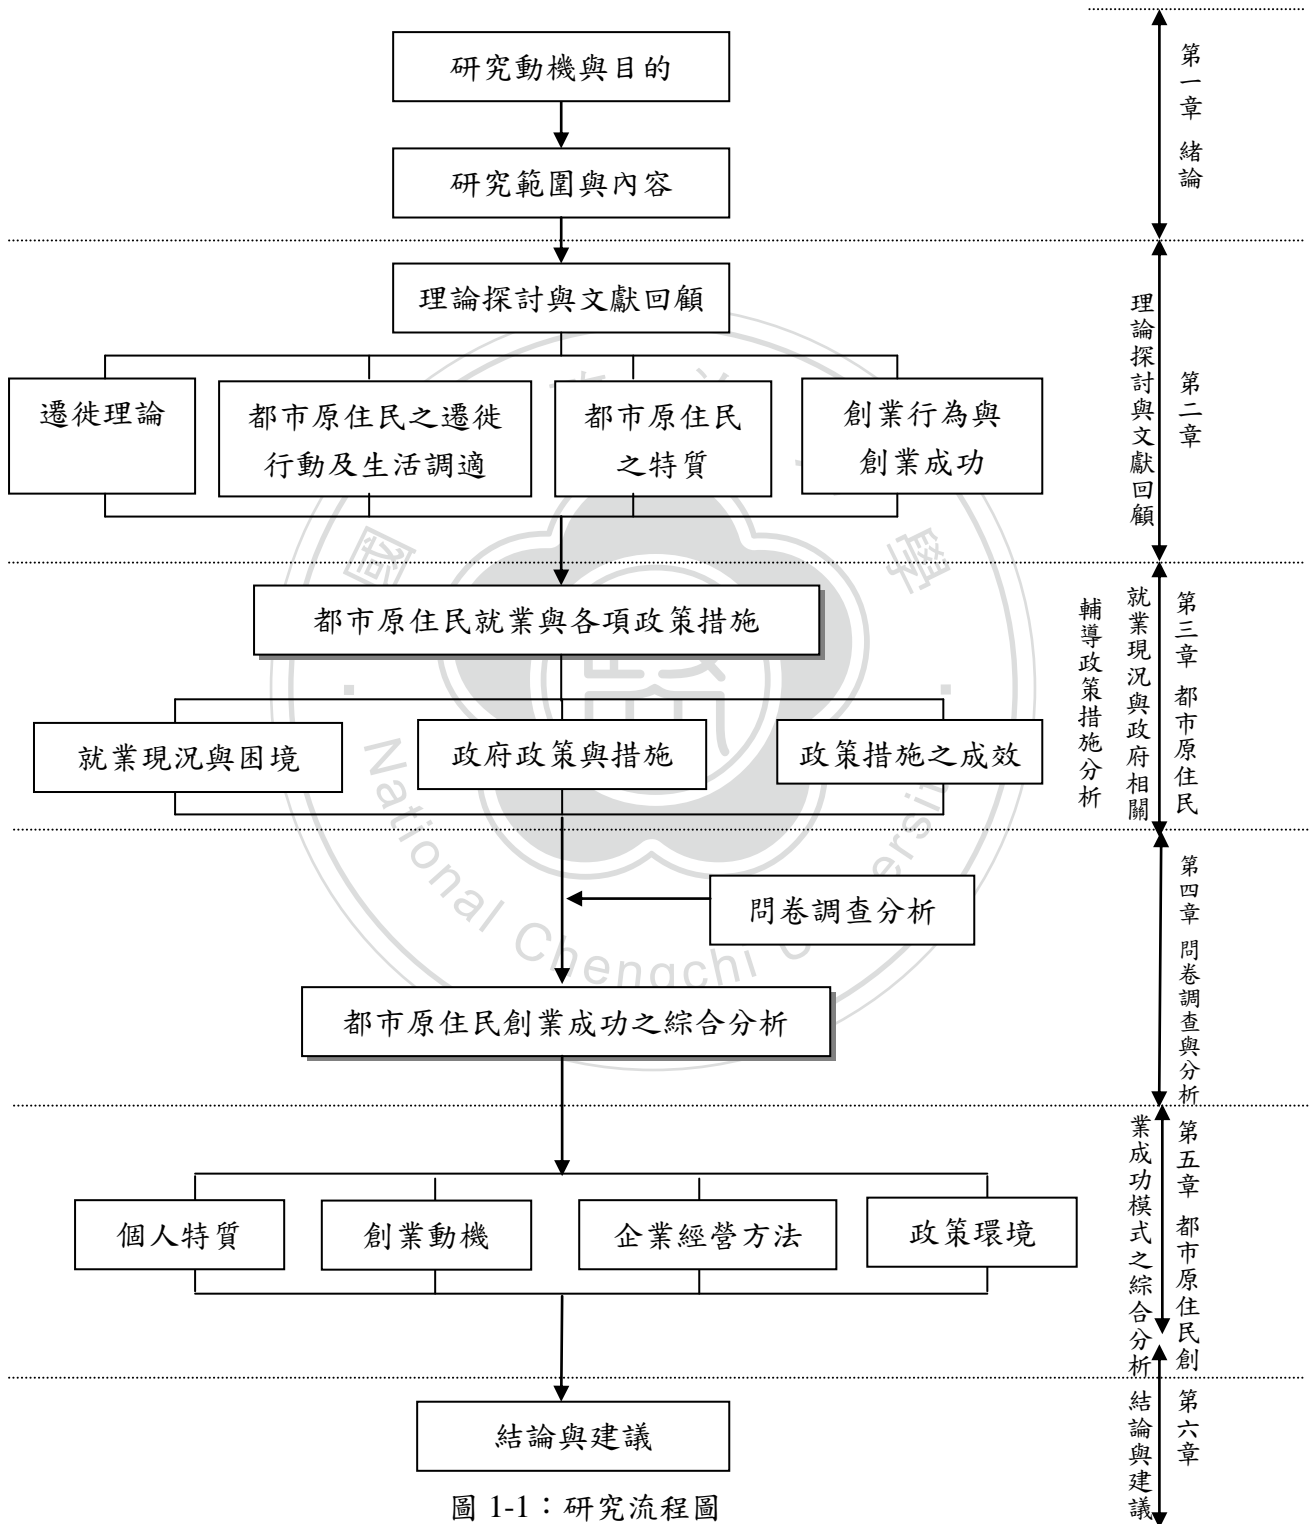 研究動機與目的
研究範圍與內容
第一章 緒論
理論探討與文獻回顧
遷徙理論
都市原住民之遷徙
行動及生活調適
都市原住民
之特質
創業行為與
創業成功
第二章
理論探討與文獻回顧
都市原住民就業與各項政策措施
就業現況與困境
政府政策與措施
政策措施之成效
第三章 都市原住民
就業現況與政府相關
輔導政策措施分析
問卷調查分析
都市原住民創業成功之綜合分析
第四章 問卷調查與分析
個人特質
創業動機
企業經營方法
政策環境
第五章 都市原住民創
業成功模式之綜合分析
結論與建議
第六章
結論與建議
圖 1-1：研究流程圖
國
學
National Chengchi